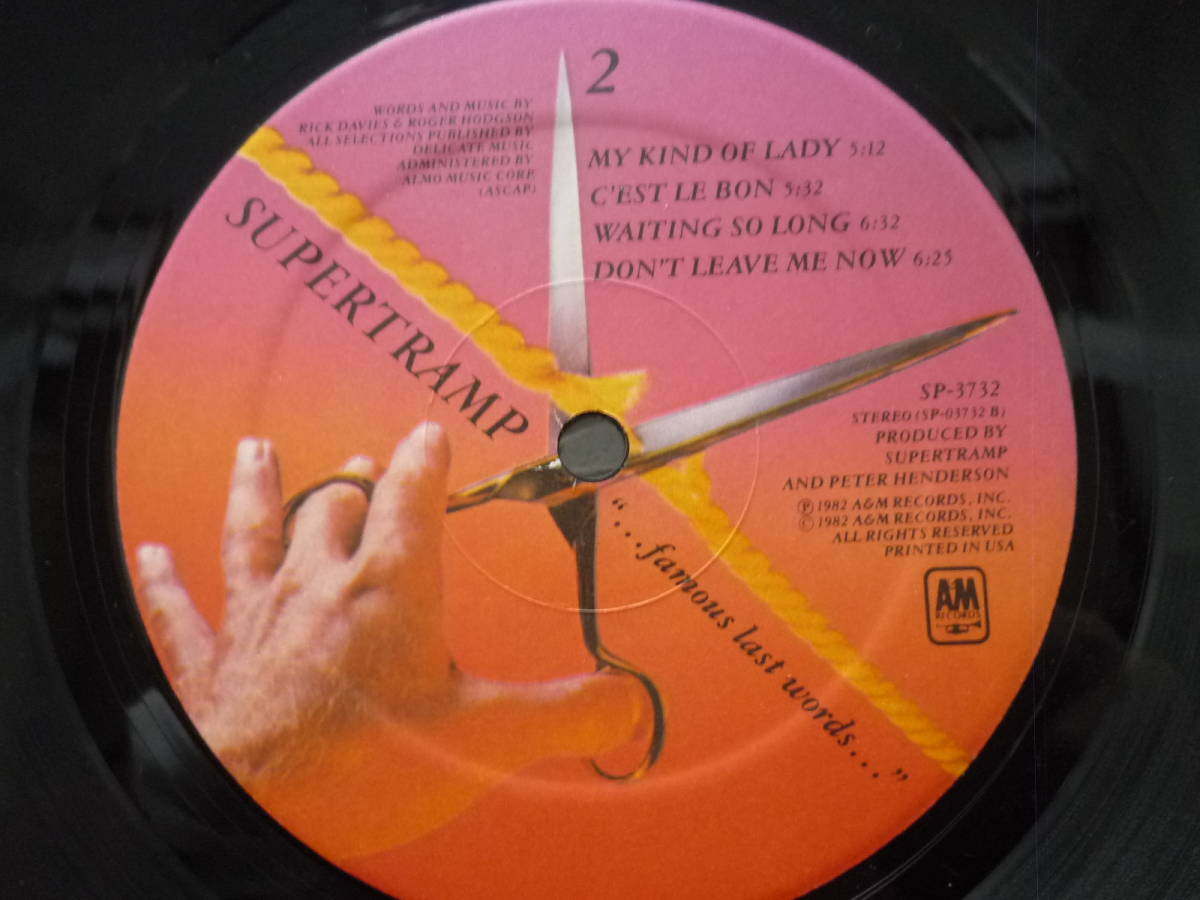 2
WORDS AND MUSIC BY
RICK DAVIES & ROGER HODGSON
ALL SELECTIONS PUBLISHED BY
DELICATE MUSIC
ADMINISTERED BY
ALMO MUSIC CORP.
(ASCAP)
MY KIND OF LADY 5:12
C'EST LE BON 5:32
WAITING SO LONG 6:32
DON'T LEAVE ME NOW 6:25
SUPERTRAMP
"...famous last words..."
SP-3732
STEREO (SP-03732 B)
PRODUCED BY
SUPERTRAMP
AND PETER HENDERSON
℗ 1982 A&M RECORDS, INC.
© 1982 A&M RECORDS, INC.
ALL RIGHTS RESERVED
PRINTED IN USA
A&M
RECORDS